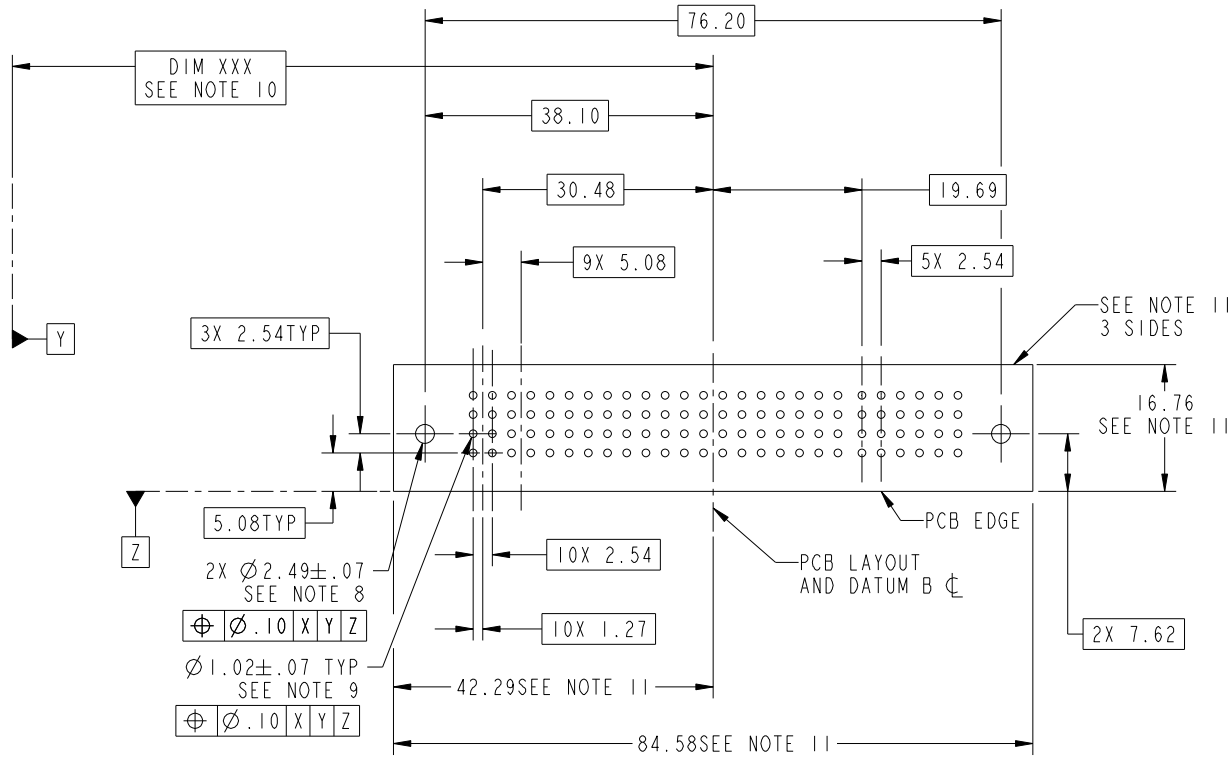 76.20
DIM XXX
SEE NOTE 10
38.10
30.48
19.69
9X 5.08
5X 2.54
SEE NOTE 11
3 SIDES
Y
3X 2.54TYP
16.76
SEE NOTE 11
5.08TYP
PCB EDGE
Z
10X 2.54
PCB LAYOUT
AND DATUM B ℄
2X Ø2.49±.07
SEE NOTE 8
⌖ Ø.10 X Y Z
10X 1.27
2X 7.62
Ø1.02±.07 TYP
SEE NOTE 9
⌖ Ø.10 X Y Z
42.29SEE NOTE 11
84.58SEE NOTE 11